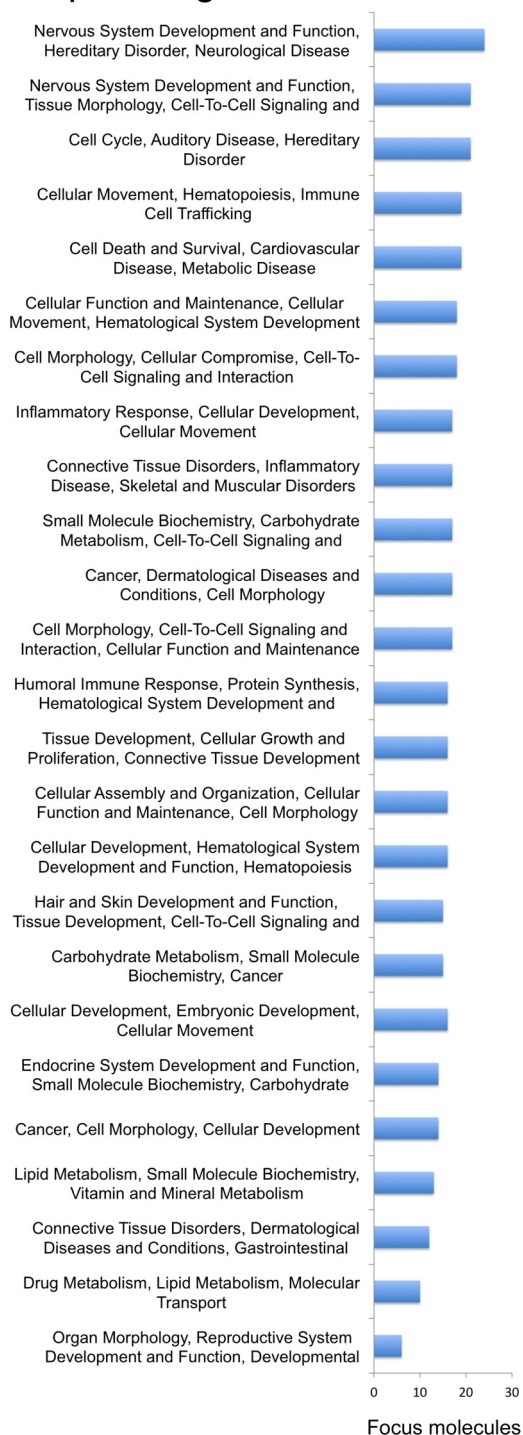 Nervous System Development and Function,
Hereditary Disorder, Neurological Disease
Nervous System Development and Function,
Tissue Morphology, Cell-To-Cell Signaling and
Cell Cycle, Auditory Disease, Hereditary
Disorder
Cellular Movement, Hematopoiesis, Immune
Cell Trafficking
Cell Death and Survival, Cardiovascular
Disease, Metabolic Disease
Cellular Function and Maintenance, Cellular
Movement, Hematological System Development
Cell Morphology, Cellular Compromise, Cell-To-
Cell Signaling and Interaction
Inflammatory Response, Cellular Development,
Cellular Movement
Connective Tissue Disorders, Inflammatory
Disease, Skeletal and Muscular Disorders
Small Molecule Biochemistry, Carbohydrate
Metabolism, Cell-To-Cell Signaling and
Cancer, Dermatological Diseases and
Conditions, Cell Morphology
Cell Morphology, Cell-To-Cell Signaling and
Interaction, Cellular Function and Maintenance
Humoral Immune Response, Protein Synthesis,
Hematological System Development and
Tissue Development, Cellular Growth and
Proliferation, Connective Tissue Development
Cellular Assembly and Organization, Cellular
Function and Maintenance, Cell Morphology
Cellular Development, Hematological System
Development and Function, Hematopoiesis
Hair and Skin Development and Function,
Tissue Development, Cell-To-Cell Signaling and
Carbohydrate Metabolism, Small Molecule
Biochemistry, Cancer
Cellular Development, Embryonic Development,
Cellular Movement
Endocrine System Development and Function,
Small Molecule Biochemistry, Carbohydrate
Cancer, Cell Morphology, Cellular Development
Lipid Metabolism, Small Molecule Biochemistry,
Vitamin and Mineral Metabolism
Connective Tissue Disorders, Dermatological
Diseases and Conditions, Gastrointestinal
Drug Metabolism, Lipid Metabolism, Molecular
Transport
Organ Morphology, Reproductive System
Development and Function, Developmental
0 10 20 30
Focus molecules